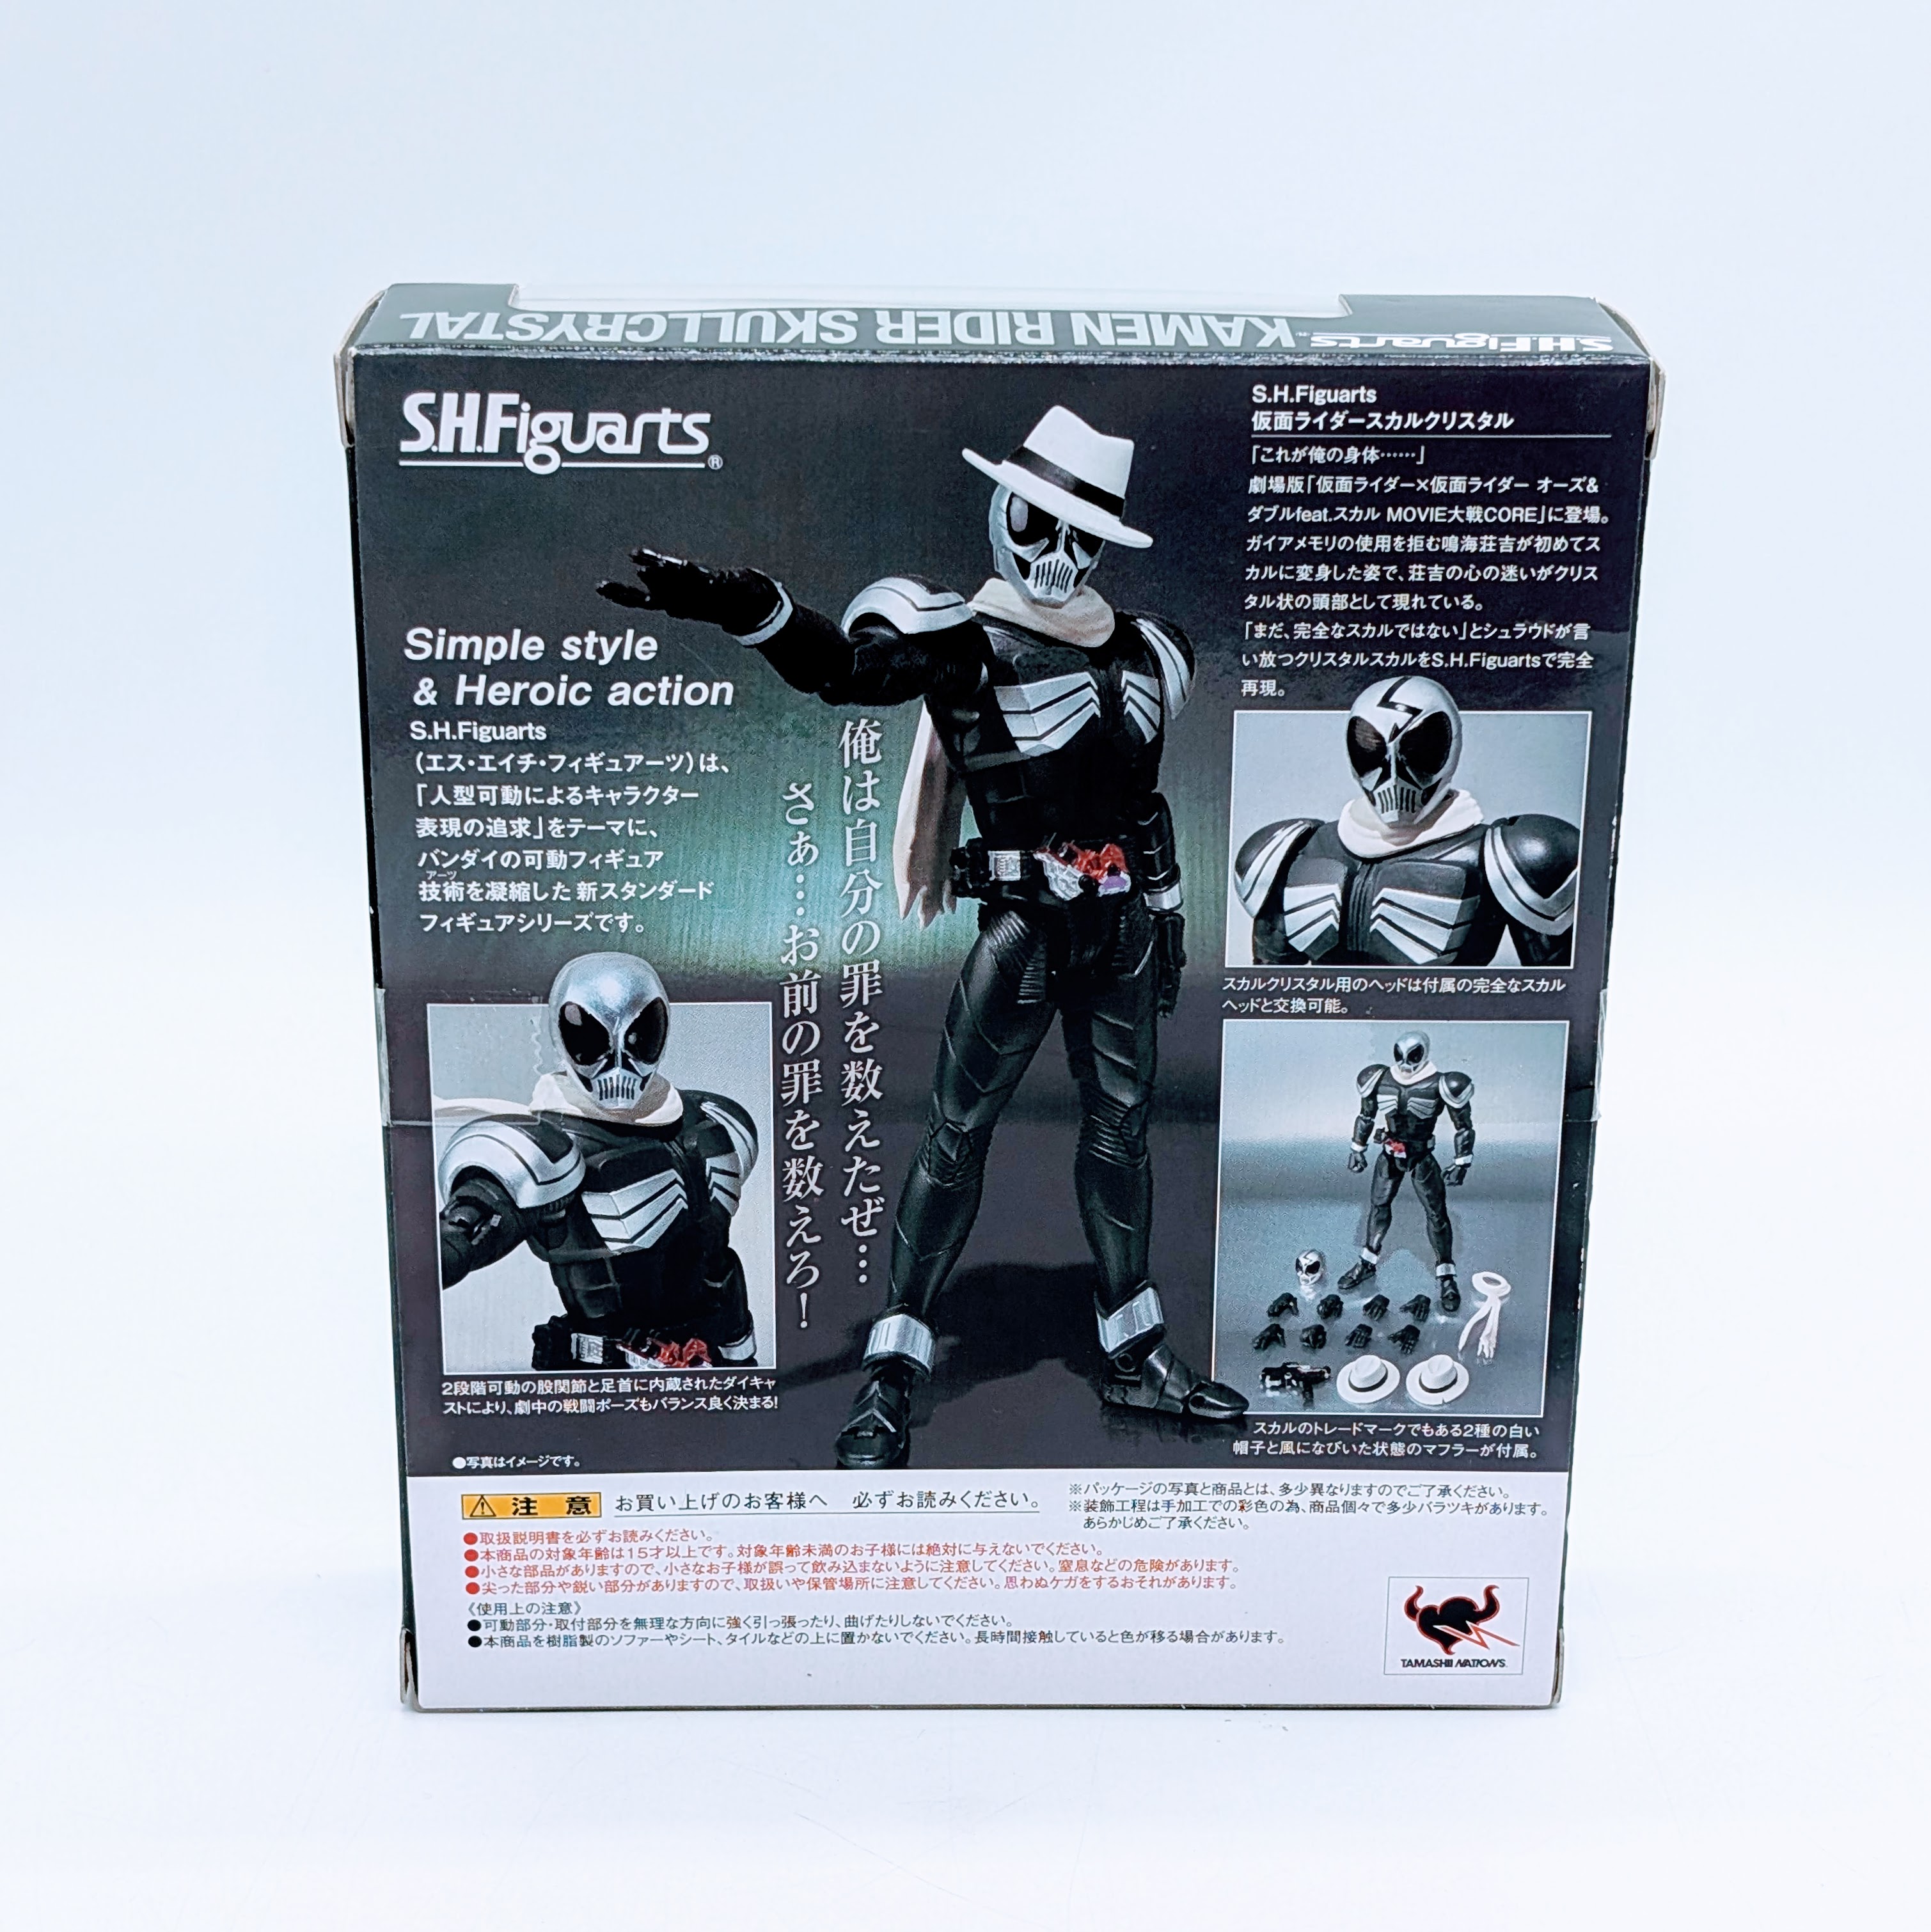 S.H.Figuarts® KAMEN RIDER SKULLCRYSTAL
S.H.Figuarts®
Simple style
& Heroic action
S.H.Figuarts
(エス・エイチ・フィギュアーツ)は、
「人型可動によるキャラクター
表現の追求」をテーマに、
バンダイの可動フィギュア
アーツ
技術を凝縮した新スタンダード
フィギュアシリーズです。
俺は自分の罪を数えたぜ…
さぁ…お前の罪を数えろ!
S.H.Figuarts
仮面ライダースカルクリスタル
「これが俺の身体……」
劇場版「仮面ライダー×仮面ライダー オーズ&
ダブルfeat.スカル MOVIE大戦CORE」に登場。
ガイアメモリの使用を拒む鳴海荘吉が初めてス
カルに変身した姿で、荘吉の心の迷いがクリス
タル状の頭部として現れている。
「まだ、完全なスカルではない」とシュラウドが言
い放つクリスタルスカルをS.H.Figuartsで完全
再現。
スカルクリスタル用のヘッドは付属の完全なスカル
ヘッドと交換可能。
2段階可動の股関節と足首に内蔵されたダイキャ
ストにより、劇中の戦闘ポーズもバランス良く決まる!
スカルのトレードマークでもある2種の白い
帽子と風になびいた状態のマフラーが付属。
●写真はイメージです。
注 意 お買い上げのお客様へ 必ずお読みください。
※パッケージの写真と商品とは、多少異なりますのでご了承ください。
※装飾工程は手加工での彩色の為、商品個々で多少バラツキがあります。
あらかじめご了承ください。
●取扱説明書を必ずお読みください。
●本商品の対象年齢は15才以上です。対象年齢未満のお子様には絶対に与えないでください。
●小さな部品がありますので、小さなお子様が誤って飲み込まないように注意してください。窒息などの危険があります。
●尖った部分や鋭い部分がありますので、取扱いや保管場所に注意してください。思わぬケガをするおそれがあります。
《使用上の注意》
●可動部分・取付部分を無理な方向に強く引っ張ったり、曲げたりしないでください。
●本商品を樹脂製のソファーやシート、タイルなどの上に置かないでください。長時間接触していると色が移る場合があります。
TAMASHII NATIONS